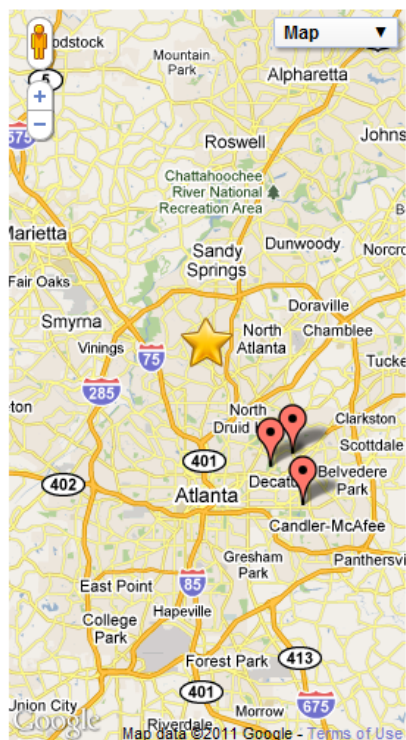 Map
odstock
Mountain
Park
5
Alpharetta
575
Roswell
Johns
Chattahoochee
River National
Recreation Area
Marietta
Sandy
Springs
Dunwoody
Norcro
Fair Oaks
Doraville
Smyrna
North
Atlanta
Chamblee
Vinings
75
Tucke
285
ton
North
Druid H
Clarkston
Scottdale
401
402
Decatu
Belvedere
Park
Atlanta
Candler-McAfee
Gresham
Park
Panthersvi
East Point
85
Hapeville
College
Park
Forest Park
413
401
675
Union City
Morrow
Riverdale
Google
Map data ©2011 Google - Terms of Use